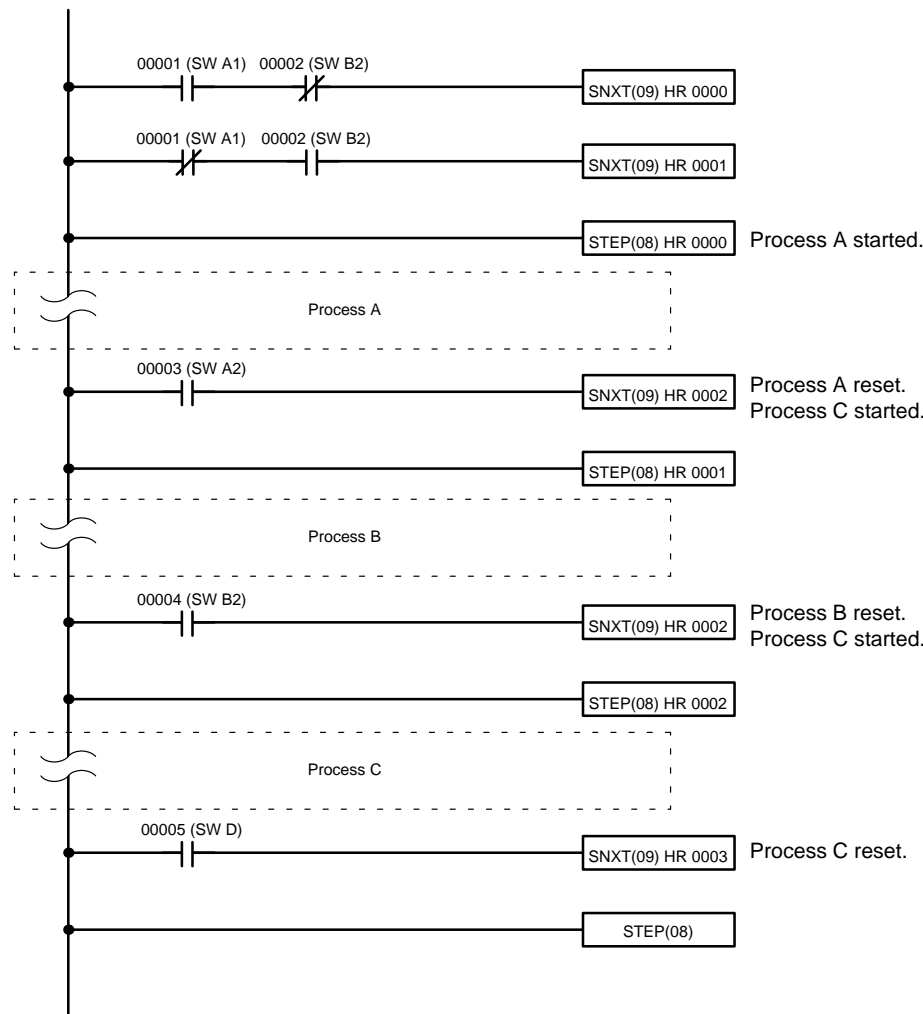 00001 (SW A1) 00002 (SW B2)
SNXT(09) HR 0000
00001 (SW A1) 00002 (SW B2)
SNXT(09) HR 0001
STEP(08) HR 0000 Process A started.
Process A
00003 (SW A2)
SNXT(09) HR 0002 Process A reset.
Process C started.
STEP(08) HR 0001
Process B
00004 (SW B2)
SNXT(09) HR 0002 Process B reset.
Process C started.
STEP(08) HR 0002
Process C
00005 (SW D)
SNXT(09) HR 0003 Process C reset.
STEP(08)